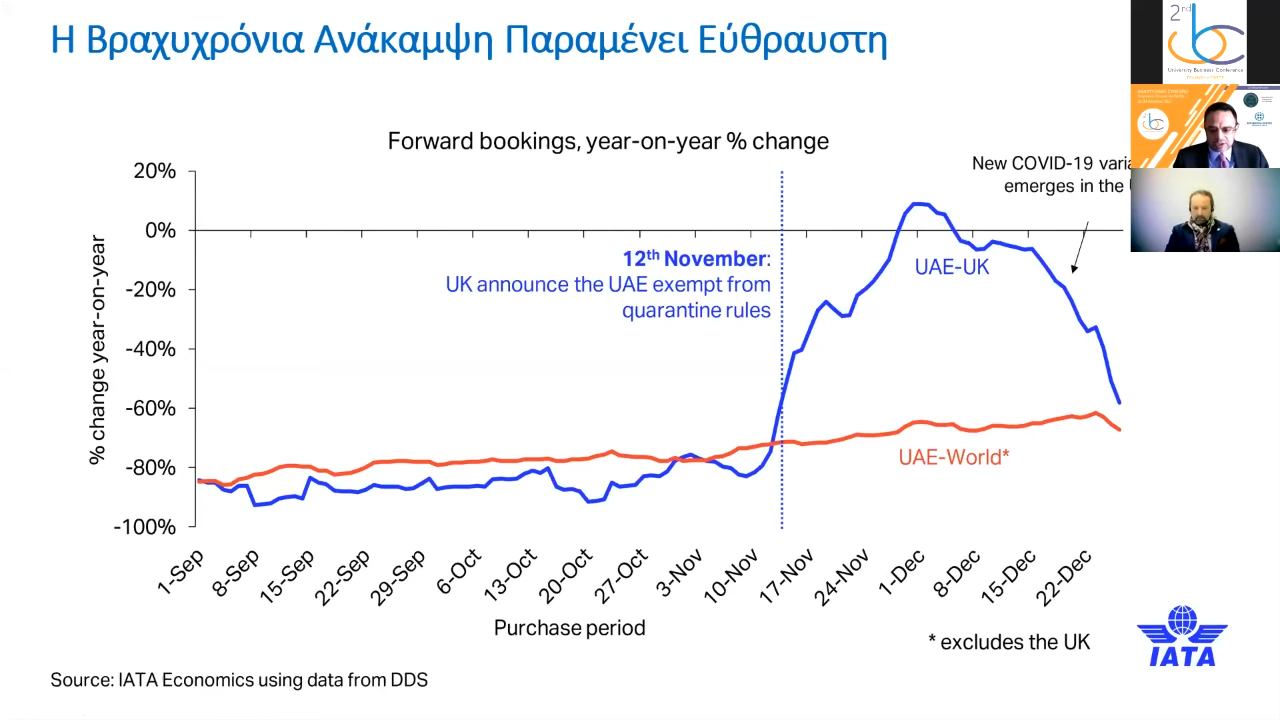 Η Βραχυχρόνια Ανάκαμψη Παραμένει Εύθραυστη
2nd
University Business Conference
Forward bookings, year-on-year % change
New COVID-19
emerges in the
20%
0%
-20%
-40%
-60%
-80%
-100%
% change year-on-year
12th November:
UK announce the UAE exempt from
quarantine rules
UAE-UK
UAE-World*
1-Sep
8-Sep
15-Sep
22-Sep
29-Sep
6-Oct
13-Oct
20-Oct
27-Oct
3-Nov
10-Nov
17-Nov
24-Nov
1-Dec
8-Dec
15-Dec
22-Dec
Purchase period
* excludes the UK
IATA
Source: IATA Economics using data from DDS